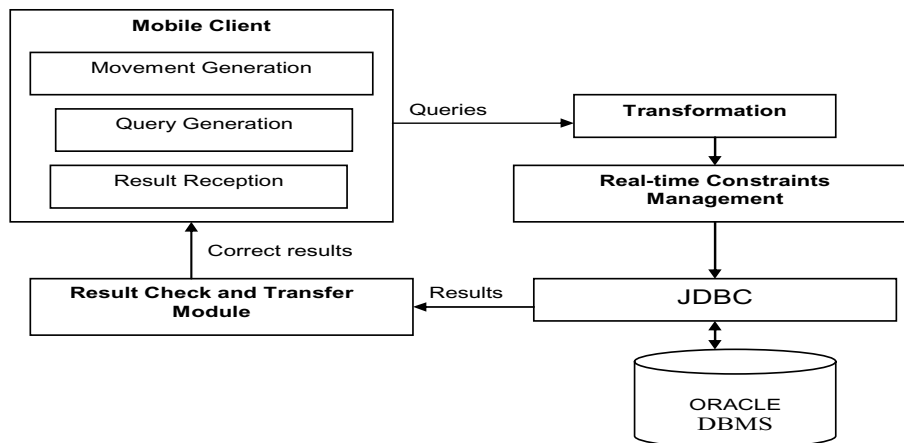 Mobile Client
Movement Generation
Query Generation
Result Reception
Queries
Transformation
Real-time Constraints
Management
Correct results
Result Check and Transfer
Module
Results
JDBC
ORACLE
DBMS